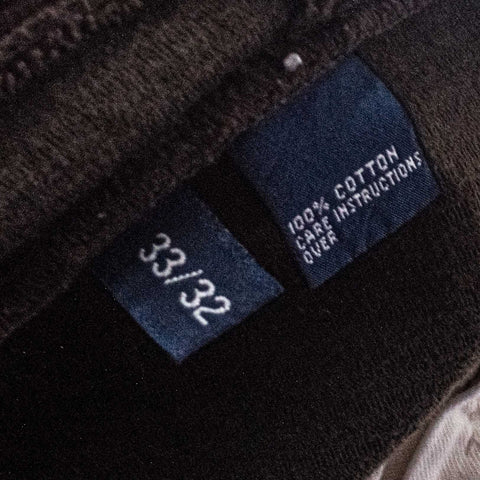 33/32
100% COTTON
CARE INSTRUCTIONS
OVER